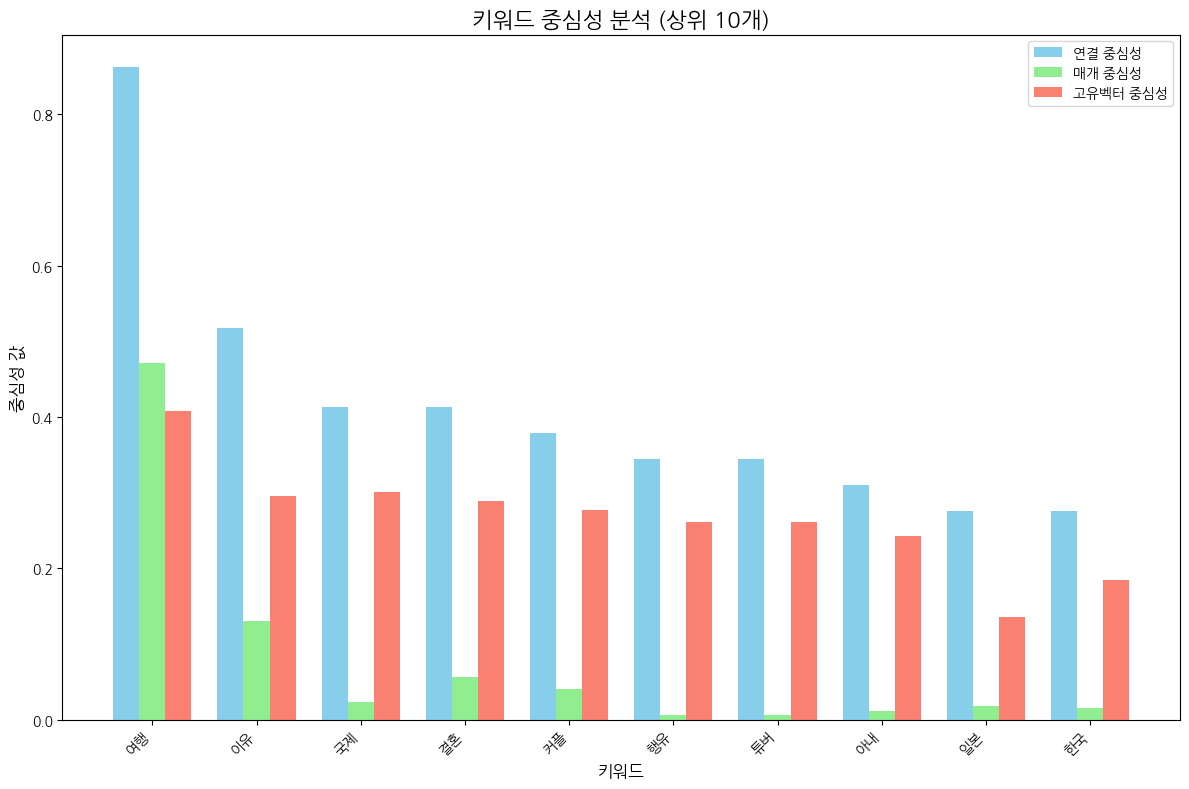 키워드 중심성 분석 (상위 10개)
연결 중심성
매개 중심성
고유벡터 중심성
중심성 값
0.8
0.6
0.4
0.2
0.0
여행
이유
국제
결혼
커플
행유
튜버
아내
일본
한국
키워드